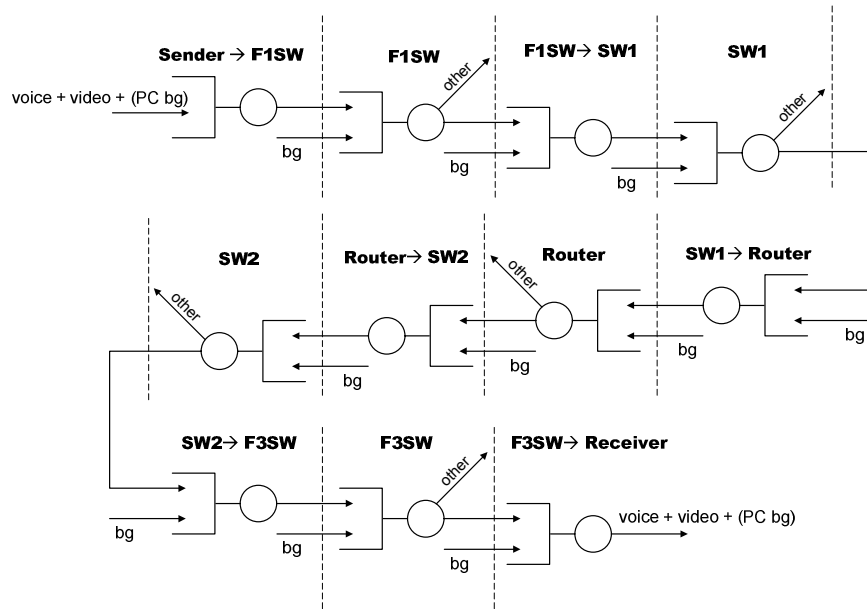 Sender → F1SW
F1SW
F1SW → SW1
SW1
voice + video + (PC bg)
other
other
bg
bg
bg
SW2
Router → SW2
Router
SW1 → Router
other
other
bg
bg
bg
bg
SW2 → F3SW
F3SW
F3SW → Receiver
other
voice + video + (PC bg)
bg
bg
bg